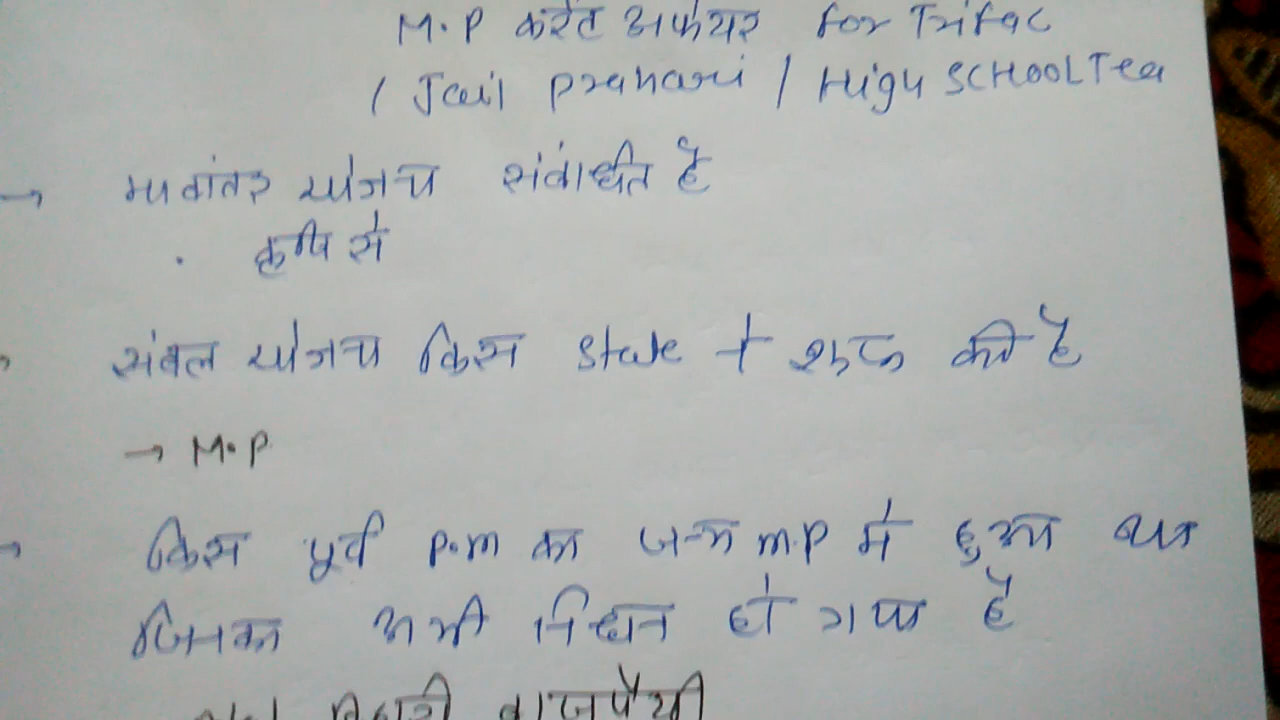 M.P करेंट अफेयर for Trifac
/ Jail prahari / High SCHOOL Tea
→ भावांतर योजना संबंधित है
. कृषि से
संबल योजना किस state ने शुरू की है
→ M.P
→ किस पूर्व P.m का जन्म m.p में हुआ था
जिनका अभी निधन हो गया है
बिहारी वाजपेयी